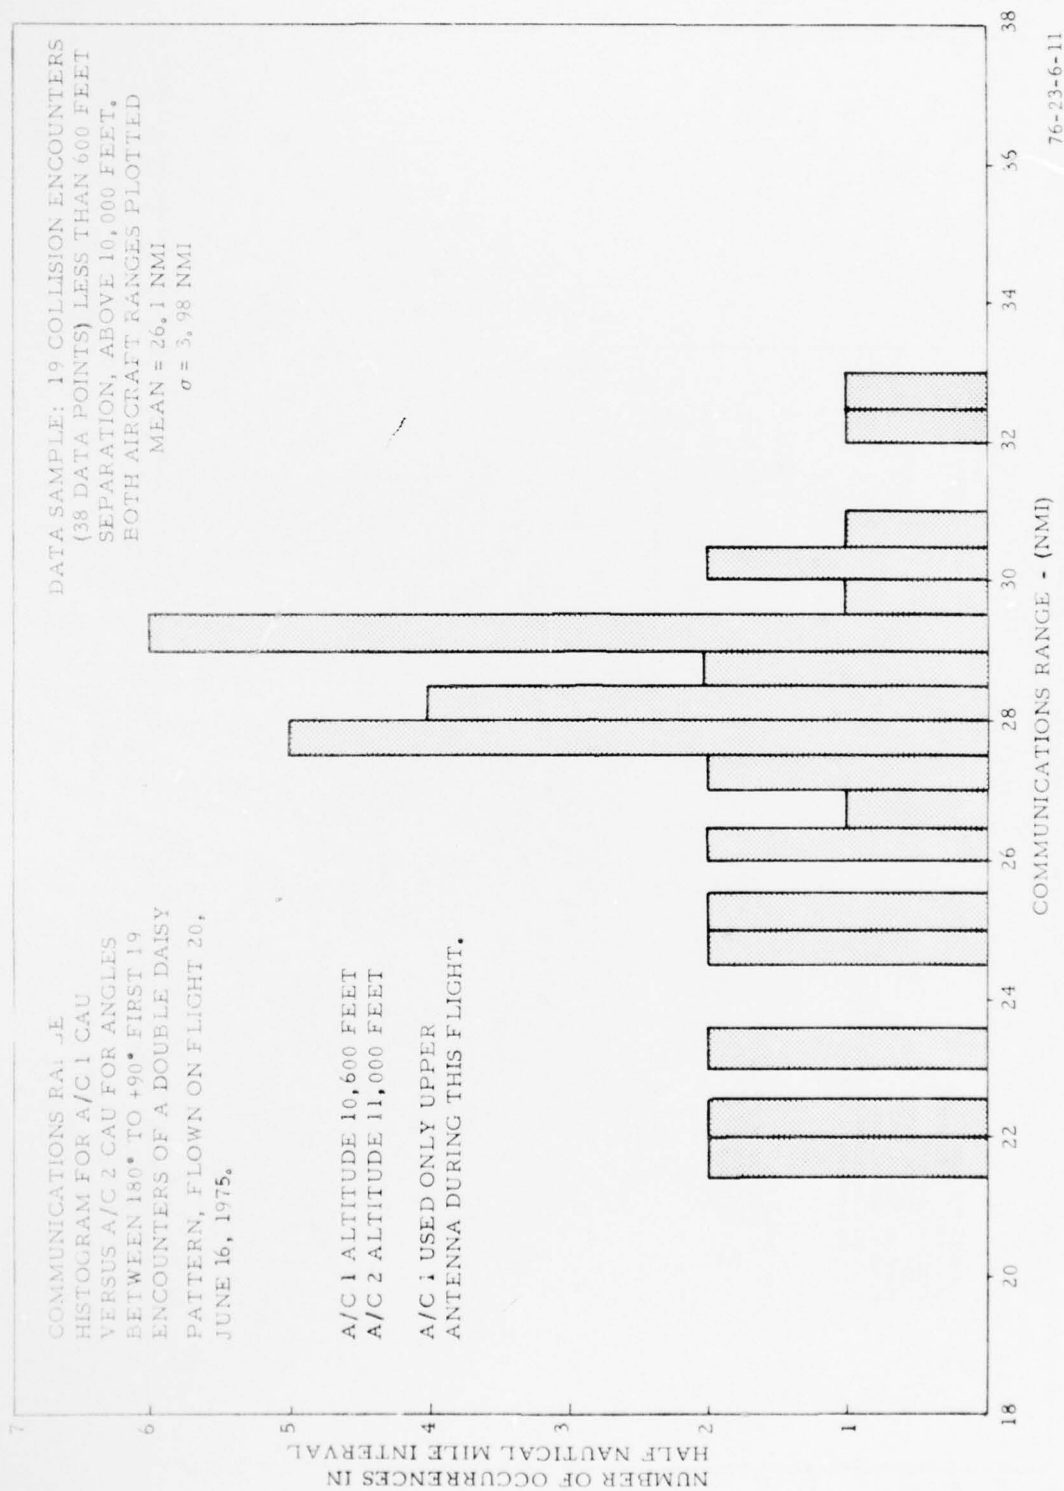 COMMUNICATIONS
HISTOGRAM FOR A/C 1 CAU
VERSUS A/C 2 CAU FOR ANGLES
BETWEEN 180° TO +90° FIRST 19
ENCOUNTERS OF A DOUBLE DAISY
PATTERN, FLOWN ON FLIGHT 20,
JUNE 16, 1975.
A/C 1 ALTITUDE 10,600 FEET
A/C 2 ALTITUDE 11,000 FEET
A/C 1 USED ONLY UPPER
ANTENNA DURING THIS FLIGHT.
DATA SAMPLE: 19 COLLISION ENCOUNTERS
(38 DATA POINTS) LESS THAN 600 FEET
SEPARATION, ABOVE 10,000 FEET.
BOTH AIRCRAFT RANGES PLOTTED
MEAN = 26.1 NMI
σ = 3.98 NMI
NUMBER OF OCCURRENCES IN
HALF NAUTICAL MILE INTERVAL
7
6
5
4
3
2
1
18 20 22 24 26 28 30 32 34 36 38
COMMUNICATIONS RANGE - (NMI)
76-23-6-11